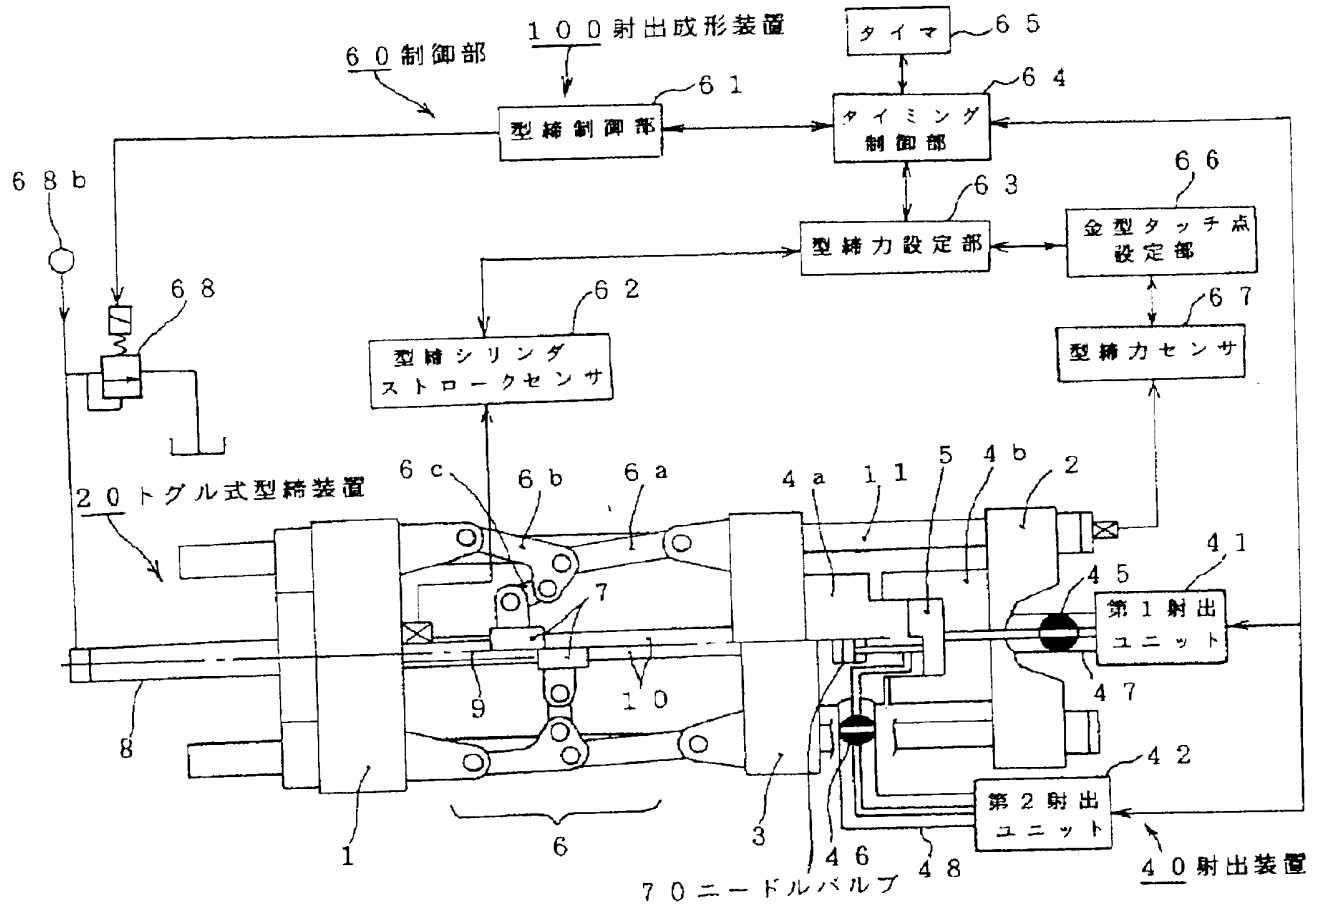 100射出成形装置
タイマ
65
60制御部
61
64
型締制御部
タイミング
制御部
68b
63
66
型締力設定部
金型タッチ点
設定部
68
62
67
型締シリンダ
ストロークセンサ
型締力センサ
20トグル式型締装置
6c
6b
6a
4a
11
5
4b
2
41
45
第1射出
ユニット
7
8
9
10
47
42
第2射出
ユニット
1
6
3
46
48
40射出装置
70ニードルバルブ